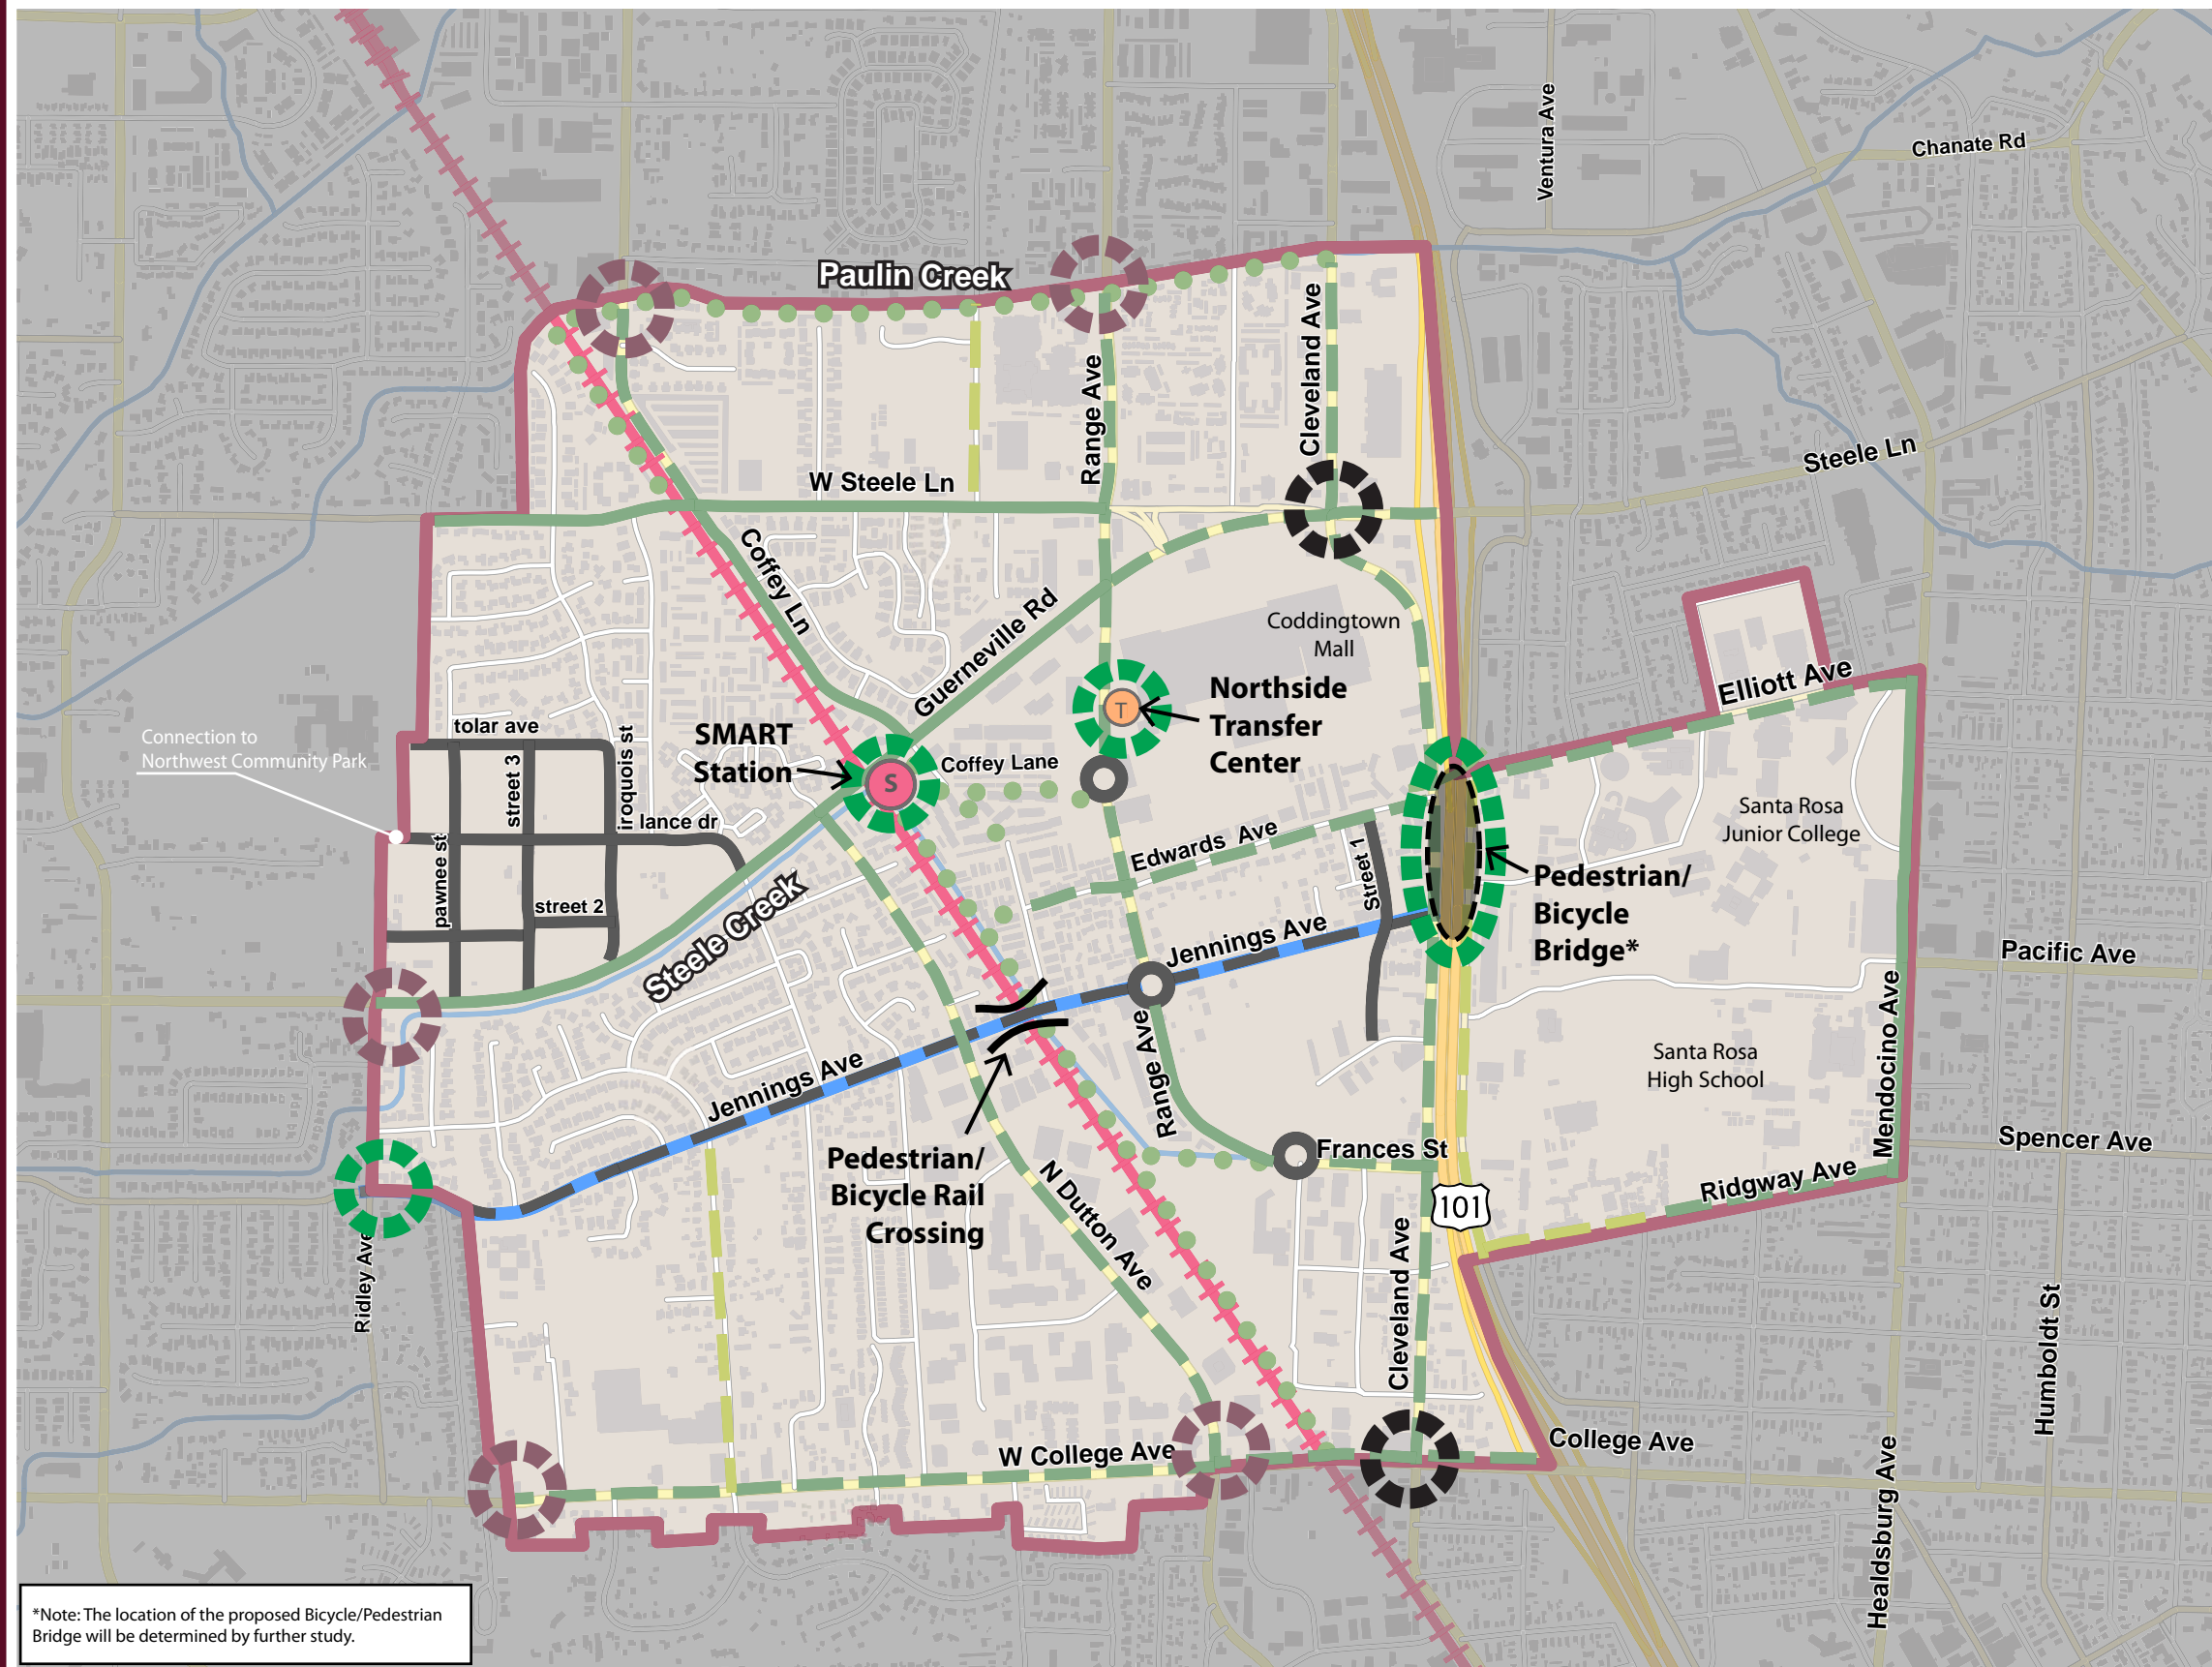 Ventura Ave
Chanate Rd
Paulin Creek
Cleveland Ave
Range Ave
Steele Ln
W Steele Ln
Coffey Ln
Guerneville Rd
Coddingtown
Mall
Elliott Ave
Northside
Transfer
Center
T
tolar ave
iroquois st
SMART
Station
S
Coffey Lane
Connection to
Northwest Community Park
street 3
lance dr
Santa Rosa
Junior College
Edwards Ave
Street 1
pawnee st
street 2
Pedestrian/
Bicycle
Bridge*
Steele Creek
Jennings Ave
Pacific Ave
Mendocino Ave
Santa Rosa
High School
Jennings Ave
Range Ave
Spencer Ave
Frances St
Pedestrian/
Bicycle Rail
Crossing
N Dutton Ave
Ridgway Ave
101
Ridley Ave
Cleveland Ave
Humboldt St
W College Ave
College Ave
Healdsburg Ave
*Note: The location of the proposed Bicycle/Pedestrian
Bridge will be determined by further study.